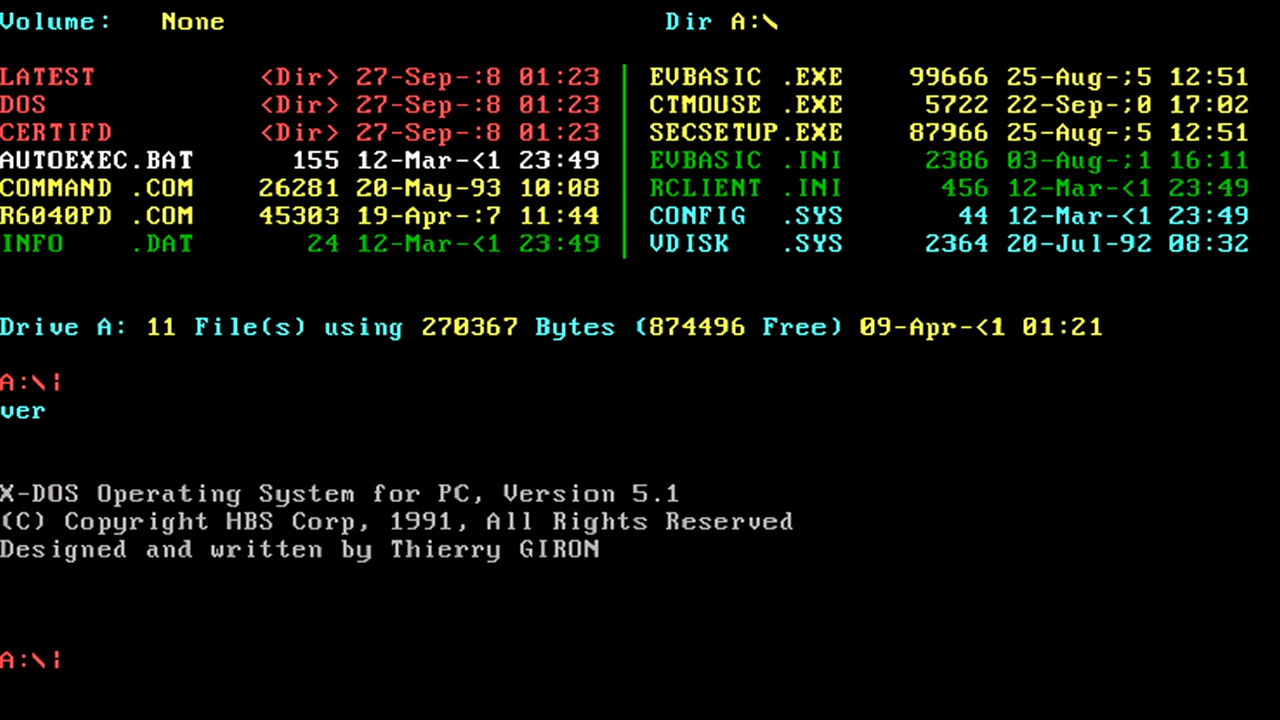 Volume:   None                           Dir A:\
LATEST          <Dir> 27-Sep-:8 01:23 | EVBASIC .EXE    99666 25-Aug-;5 12:51
DOS             <Dir> 27-Sep-:8 01:23 | CTMOUSE .EXE     5722 22-Sep-;0 17:02
CERTIFD         <Dir> 27-Sep-:8 01:23 | SECSETUP.EXE    87966 25-Aug-;5 12:51
AUTOEXEC.BAT      155 12-Mar-<1 23:49 | EVBASIC .INI     2386 03-Aug-;1 16:11
COMMAND .COM    26281 20-May-93 10:08 | RCLIENT .INI      456 12-Mar-<1 23:49
R6040PD .COM    45303 19-Apr-:7 11:44 | CONFIG  .SYS       44 12-Mar-<1 23:49
INFO    .DAT       24 12-Mar-<1 23:49 | VDISK   .SYS     2364 20-Jul-92 08:32
Drive A: 11 File(s) using 270367 Bytes (874496 Free) 09-Apr-<1 01:21
A:\¦
ver
X-DOS Operating System for PC, Version 5.1
(C) Copyright HBS Corp, 1991, All Rights Reserved
Designed and written by Thierry GIRON
A:\¦